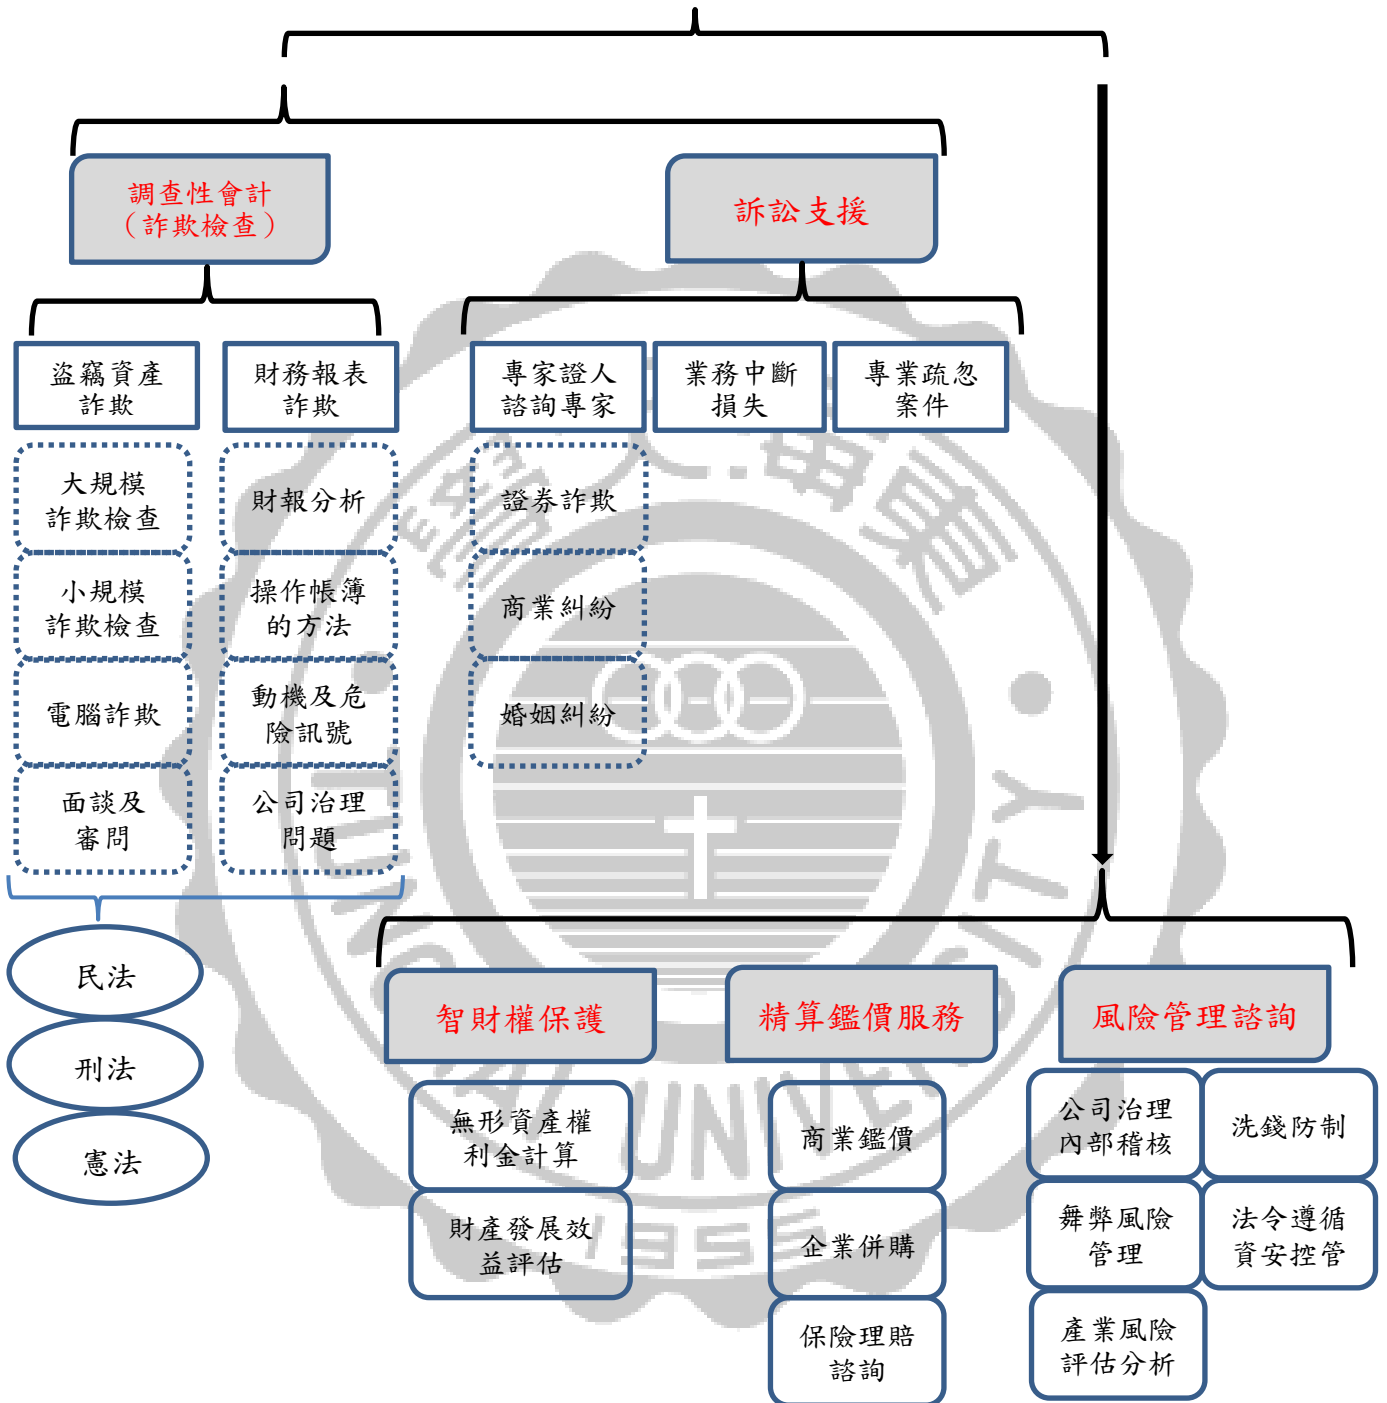 調查性會計
（詐欺檢查）
訴訟支援
盜竊資產
詐欺
財務報表
詐欺
專家證人
諮詢專家
業務中斷
損失
專業疏忽
案件
大規模
詐欺檢查
財報分析
證券詐欺
小規模
詐欺檢查
操作帳簿
的方法
商業糾紛
電腦詐欺
動機及危
險訊號
婚姻糾紛
面談及
審問
公司治理
問題
民法
刑法
憲法
智財權保護
精算鑑價服務
風險管理諮詢
無形資產權
利金計算
商業鑑價
公司治理
內部稽核
洗錢防制
財產發展效
益評估
企業併購
舞弊風險
管理
法令遵循
資安控管
保險理賠
諮詢
產業風險
評估分析
UNIVERSITY
1955